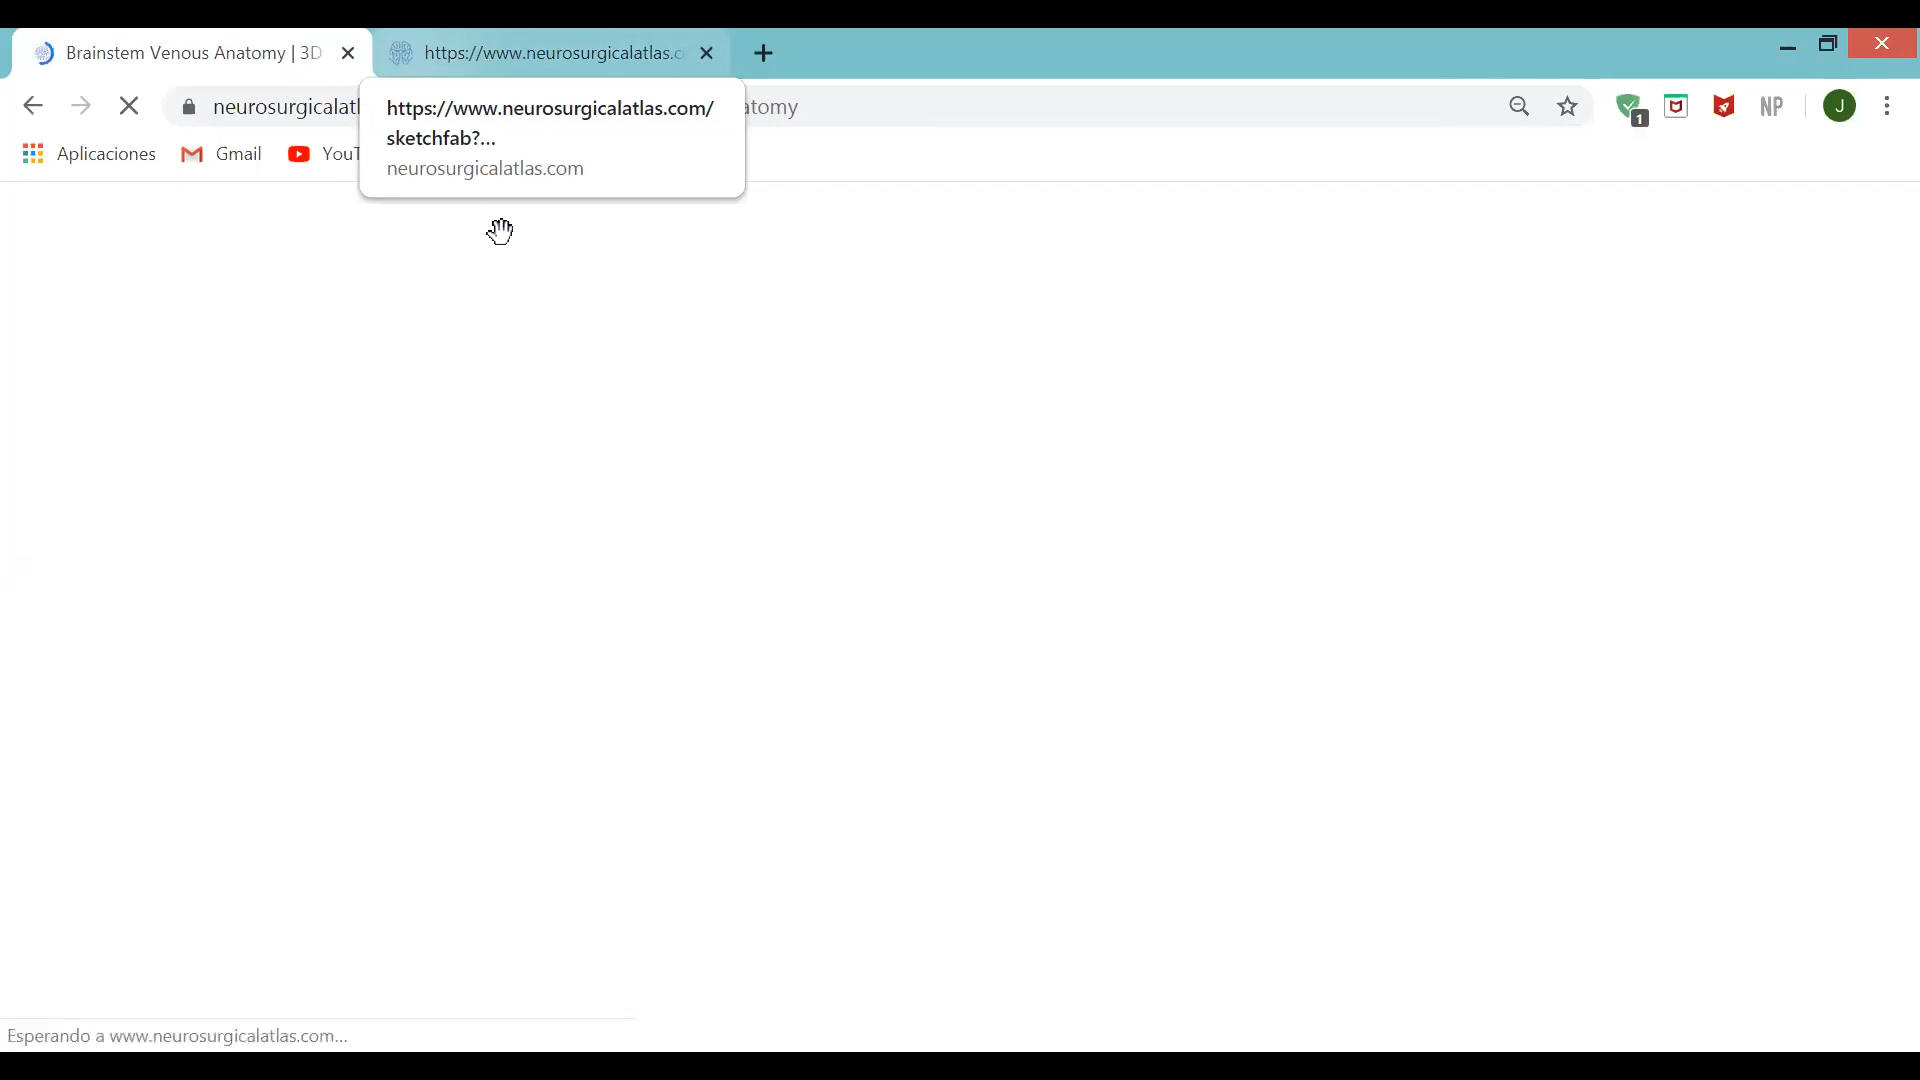 Brainstem Venous Anatomy | 3D
https://www.neurosurgicalatlas.c
neurosurgicalatl
atomy
https://www.neurosurgicalatlas.com/
sketchfab?...
neurosurgicalatlas.com
1
NP
J
Aplicaciones
Gmail
YouT
Esperando a www.neurosurgicalatlas.com...